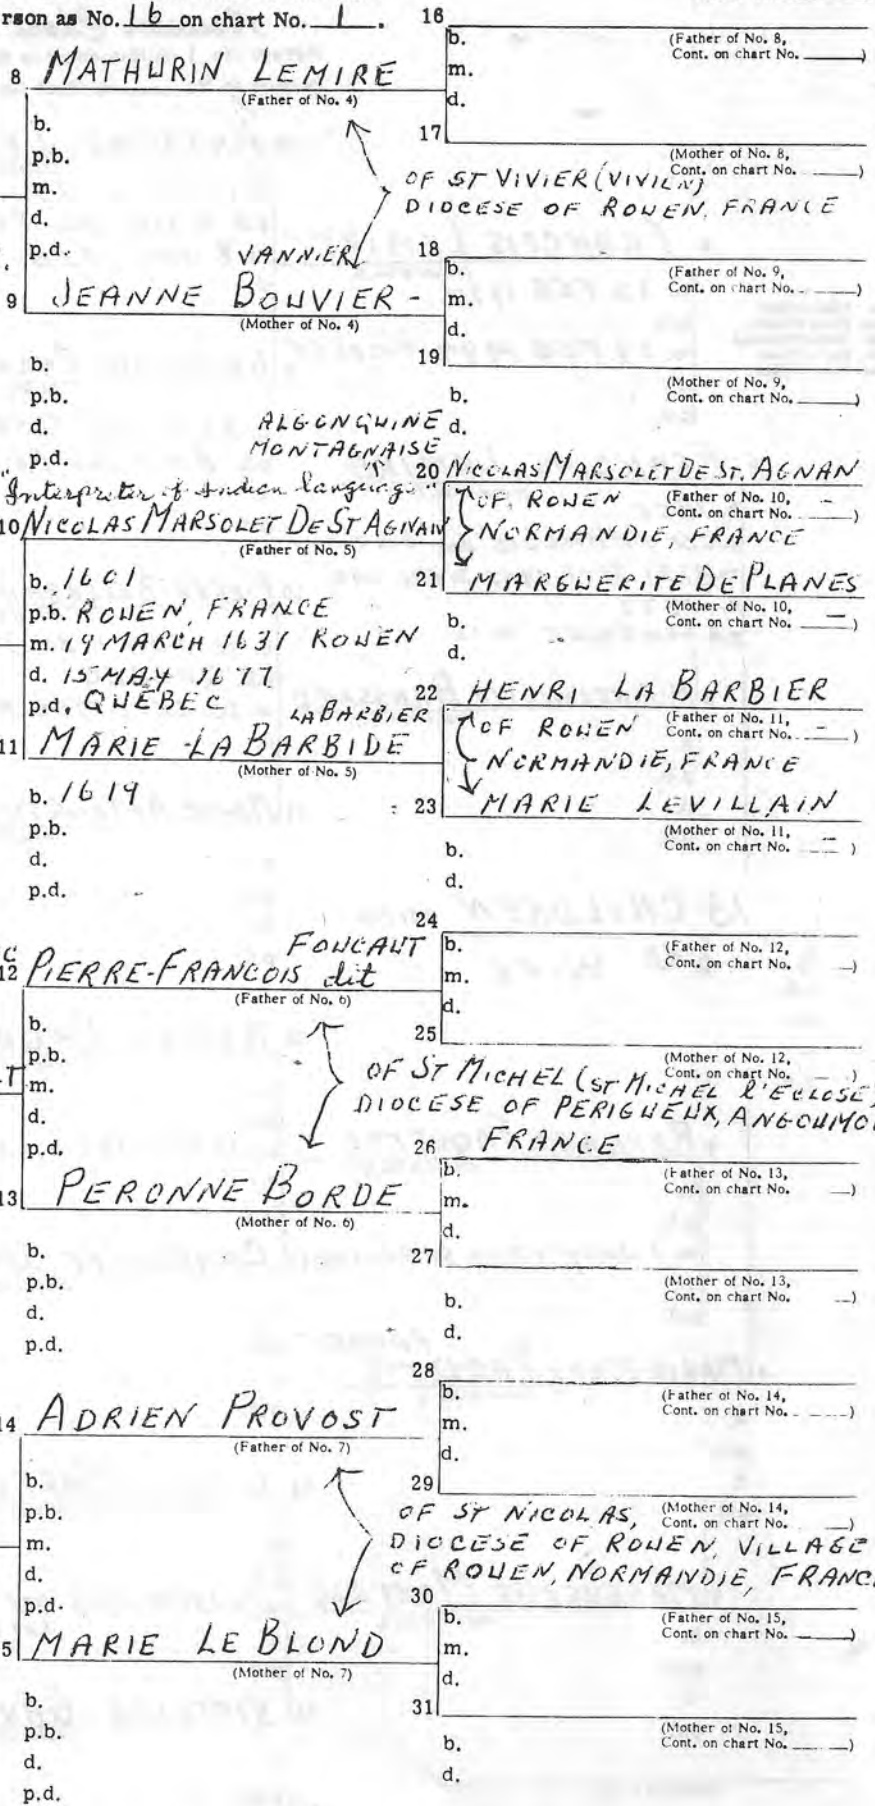 rson as No. 16 on chart No. 1.
16
b.
(Father of No. 8,
Cont. on chart No. )
m.
d.
8 MATHURIN LEMIRE
(Father of No. 4)
b.
p.b.
m.
d.
p.d.
17
(Mother of No. 8,
Cont. on chart No. )
OF ST VIVIER (VIVIEN)
DIOCESE OF ROUEN, FRANCE
VANNIER
9 JEANNE BOUVIER -
(Mother of No. 4)
18
b.
(Father of No. 9,
Cont. on chart No. )
m.
d.
19
(Mother of No. 9,
Cont. on chart No. )
b.
d.
b.
p.b.
d.
p.d.
ALGONQUINE
MONTAGNAISE
Interpreter of Indian languages
10 NICOLAS MARSOLET DE ST AGNAN
(Father of No. 5)
b. 1601
p.b. ROUEN, FRANCE
m. 19 MARCH 1631 ROUEN
d. 15 MAY 1677
p.d. QUÉBEC
20 NICOLAS MARSOLET DE ST. AGNAN
(Father of No. 10,
Cont. on chart No. - )
OF ROUEN
NORMANDIE, FRANCE
21 MARGUERITE DE PLANES
(Mother of No. 10,
Cont. on chart No. - )
b.
d.
LA BARBIER
11 MARIE LA BARBIDE
(Mother of No. 5)
b. 1619
p.b.
d.
p.d.
22 HENRI LA BARBIER
(Father of No. 11,
Cont. on chart No. - )
OF ROUEN
NORMANDIE, FRANCE
23 MARIE LEVILLAIN
(Mother of No. 11,
Cont. on chart No. - )
b.
d.
C
FOUCAUT
12 PIERRE-FRANCOIS dit
(Father of No. 6)
b.
p.b.
m.
d.
p.d.
T
24
b.
(Father of No. 12,
Cont. on chart No. )
m.
d.
25
(Mother of No. 12,
Cont. on chart No. )
OF ST MICHEL (ST MICHEL L'ECLOSE)
DIOCESE OF PERIGUEUX, ANGOUMO
FRANCE
13 PERONNE BORDE
(Mother of No. 6)
b.
p.b.
d.
p.d.
26
b.
(Father of No. 13,
Cont. on chart No. )
m.
d.
27
(Mother of No. 13,
Cont. on chart No. )
b.
d.
14 ADRIEN PROVOST
(Father of No. 7)
b.
p.b.
m.
d.
p.d.
28
b.
(Father of No. 14,
Cont. on chart No. )
m.
d.
29
(Mother of No. 14,
Cont. on chart No. )
OF ST NICOLAS,
DIOCESE OF ROUEN, VILLAGE
OF ROUEN, NORMANDIE, FRANC
5 MARIE LE BLOND
(Mother of No. 7)
b.
p.b.
d.
p.d.
30
b.
(Father of No. 15,
Cont. on chart No. )
m.
d.
31
(Mother of No. 15,
Cont. on chart No. )
b.
d.